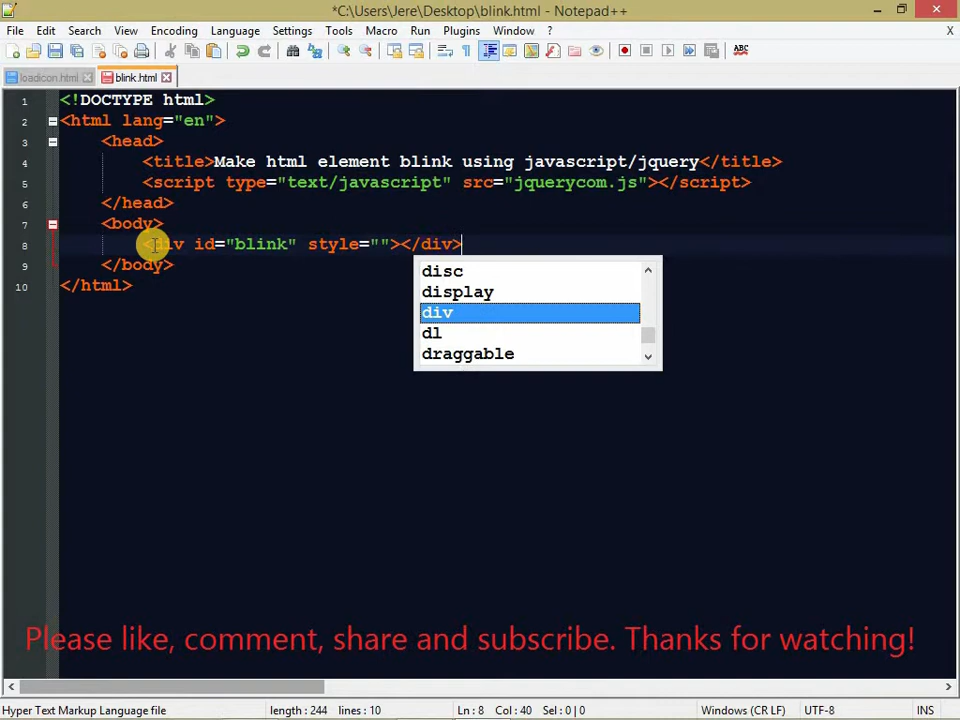 *C:\Users\Jere\Desktop\blink.html - Notepad++
File Edit Search View Encoding Language Settings Tools Macro Run Plugins Window ? X
ABC
loadicon.html blink.html
1 <!DOCTYPE html>
2 <html lang="en">
3 <head>
4 <title>Make html element blink using javascript/jquery</title>
5 <script type="text/javascript" src="jquerycom.js"></script>
6 </head>
7 <body>
8 <div id="blink" style=""></div>
9 </body>
10 </html>
disc
display
div
dl
draggable
Please like, comment, share and subscribe. Thanks for watching!
Hyper Text Markup Language file length : 244 lines : 10 Ln : 8 Col : 40 Sel : 0 | 0 Windows (CR LF) UTF-8 INS